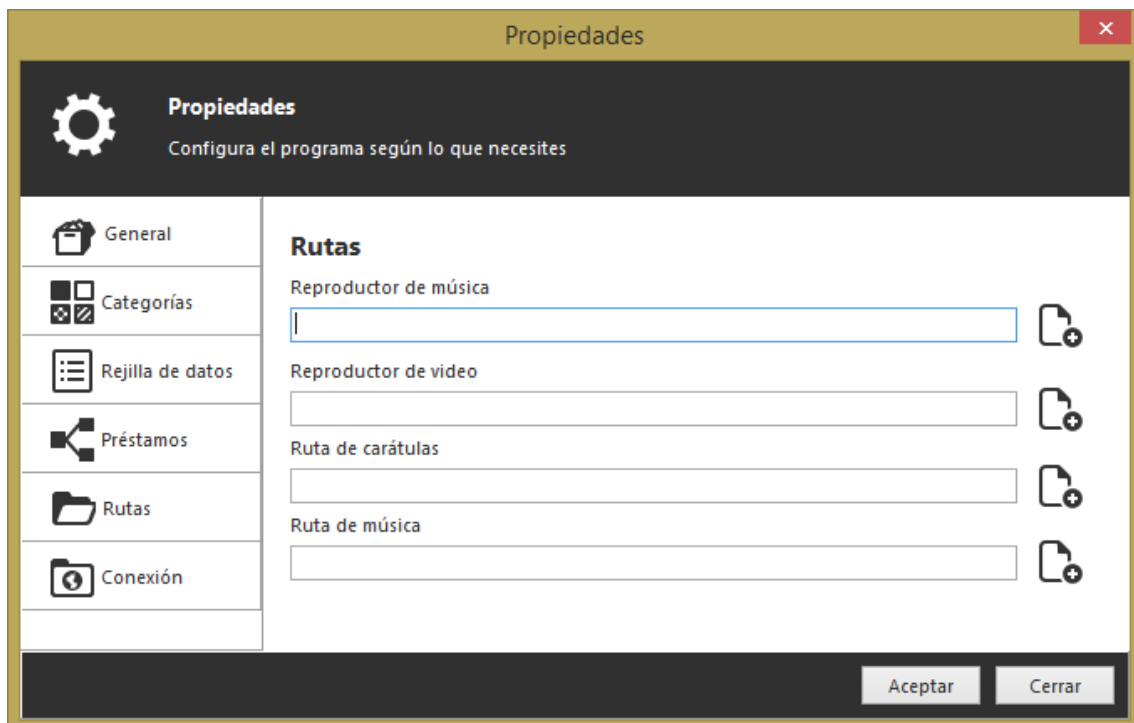 Propiedades
Propiedades
Configura el programa según lo que necesites
General
Categorías
Rejilla de datos
Préstamos
Rutas
Conexión
Rutas
Reproductor de música
Reproductor de video
Ruta de carátulas
Ruta de música
Aceptar
Cerrar